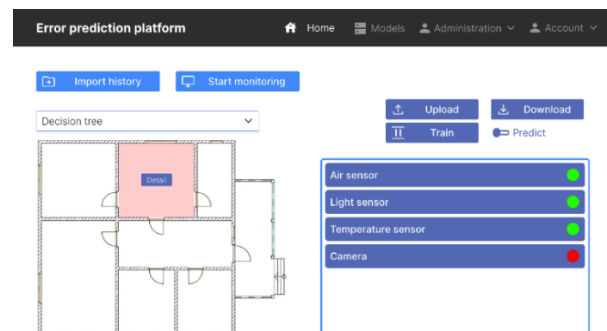 Error prediction platform Home Models Administration Account
Import history Start monitoring
Upload Download
Decision tree
Train Predict
Detail
Air sensor
Light sensor
Temperature sensor
Camera